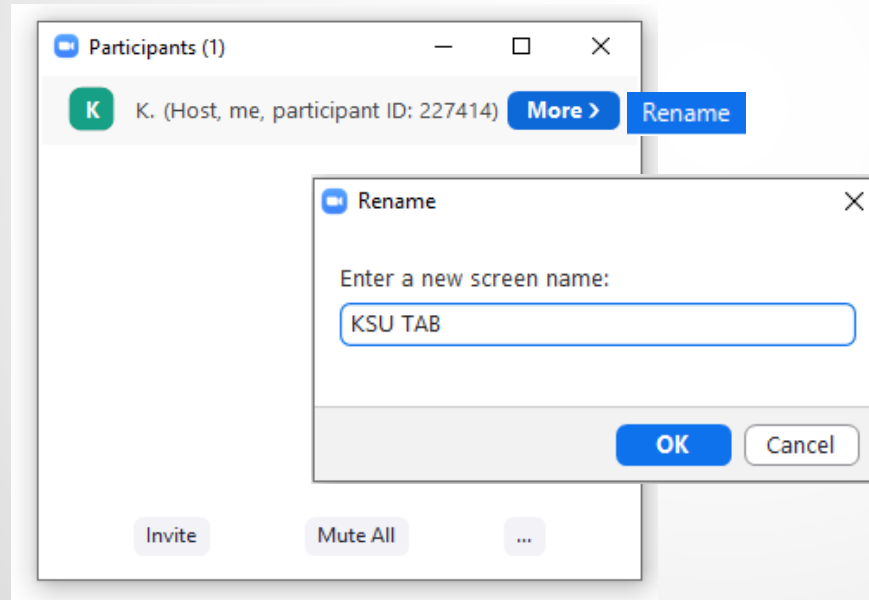 Participants (1)
K
K. (Host, me, participant ID: 227414) More > Rename
Rename
Enter a new screen name:
KSU TAB
OK Cancel
Invite Mute All ...